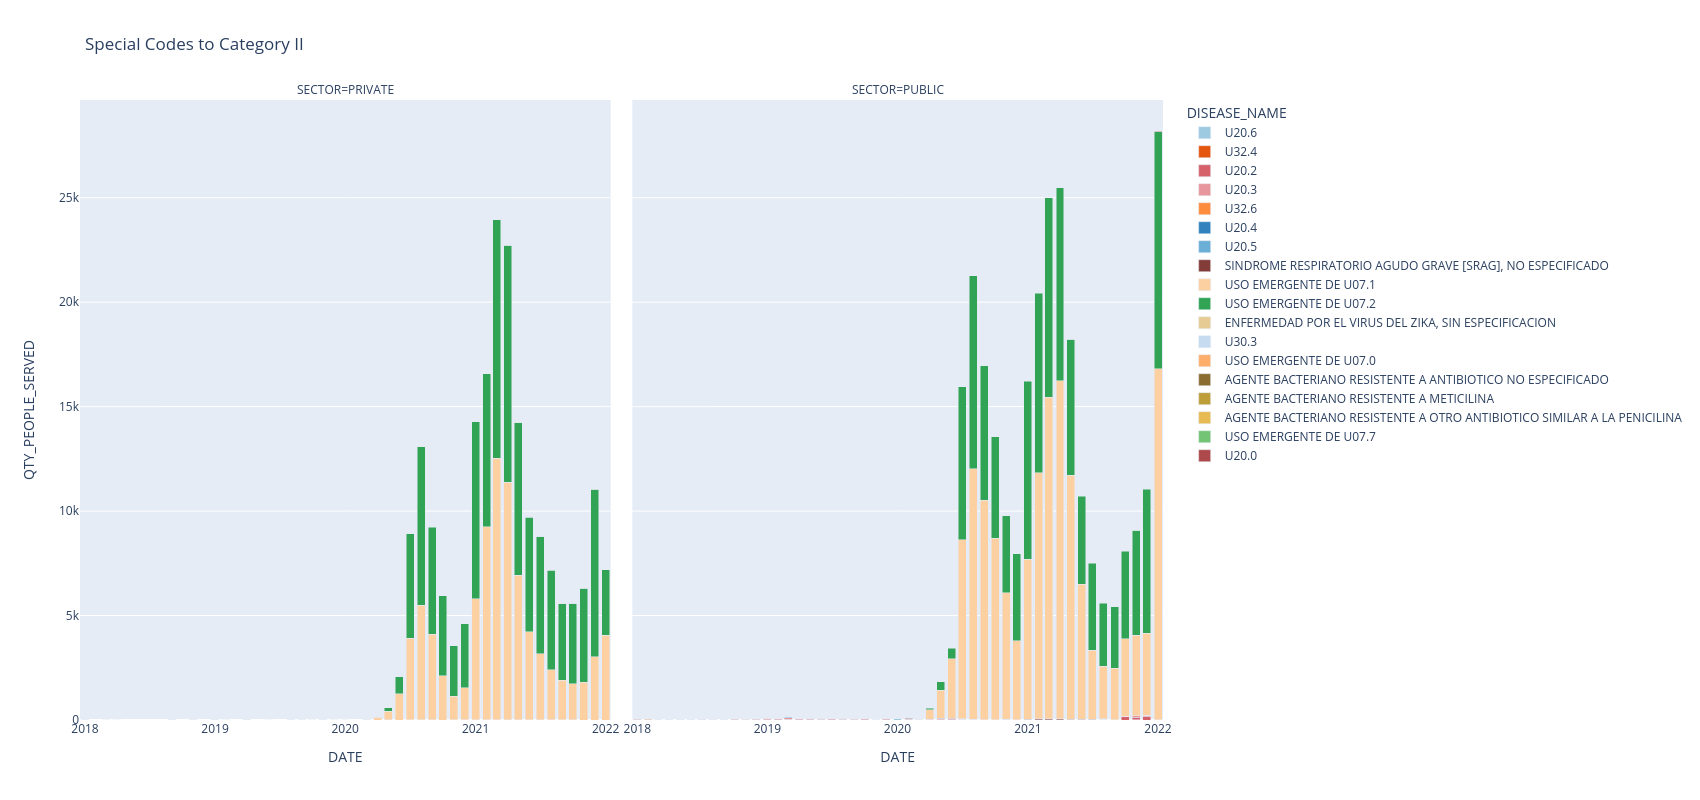 Special Codes to Category II
SECTOR=PRIVATE
SECTOR=PUBLIC
QTY_PEOPLE_SERVED
25k
20k
15k
10k
5k
0
2018
2019
2020
2021
2022
2018
2019
2020
2021
2022
DATE
DATE
DISEASE_NAME
U20.6
U32.4
U20.2
U20.3
U32.6
U20.4
U20.5
SINDROME RESPIRATORIO AGUDO GRAVE [SRAG], NO ESPECIFICADO
USO EMERGENTE DE U07.1
USO EMERGENTE DE U07.2
ENFERMEDAD POR EL VIRUS DEL ZIKA, SIN ESPECIFICACION
U30.3
USO EMERGENTE DE U07.0
AGENTE BACTERIANO RESISTENTE A ANTIBIOTICO NO ESPECIFICADO
AGENTE BACTERIANO RESISTENTE A METICILINA
AGENTE BACTERIANO RESISTENTE A OTRO ANTIBIOTICO SIMILAR A LA PENICILINA
USO EMERGENTE DE U07.7
U20.0